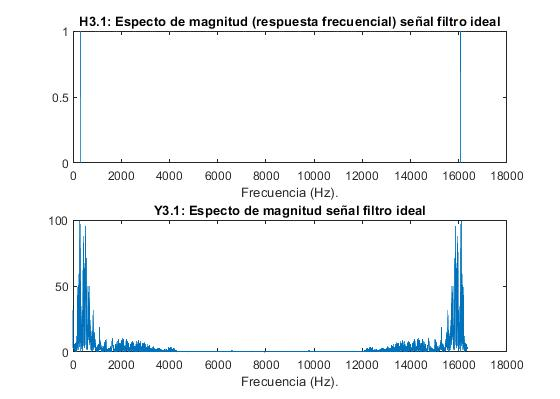 H3.1: Especto de magnitud (respuesta frecuencial) señal filtro ideal
1
0.5
0
0 2000 4000 6000 8000 10000 12000 14000 16000 18000
Frecuencia (Hz).
Y3.1: Especto de magnitud señal filtro ideal
100
50
0
0 2000 4000 6000 8000 10000 12000 14000 16000 18000
Frecuencia (Hz).